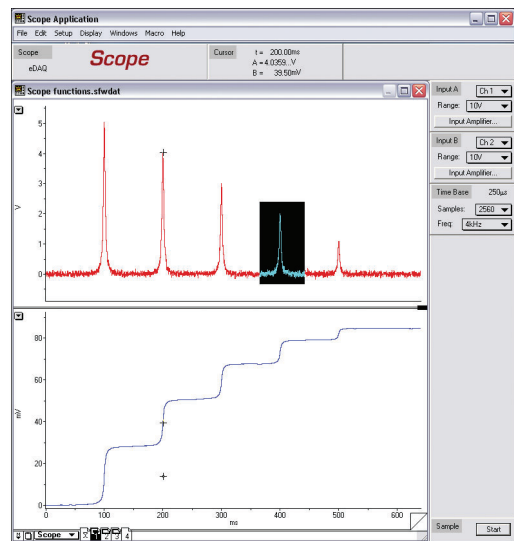 Scope Application
File Edit Setup Display Windows Macro Help
Scope
eDAQ
Scope
Cursor
t = 200.00ms
A =4.0359...V
B = 39.50mV
Scope functions.sfwdat
5
4
3
2
1
0
V
80
60
40
20
0
mV
0 100 200 300 400 500 600
ms
Scope 1 2 3 4
Input A Ch 1
Range: 10V
Input Amplifier...
Input B Ch 2
Range: 10V
Input Amplifier...
Time Base 250µs
Samples: 2560
Freq: 4kHz
Sample Start